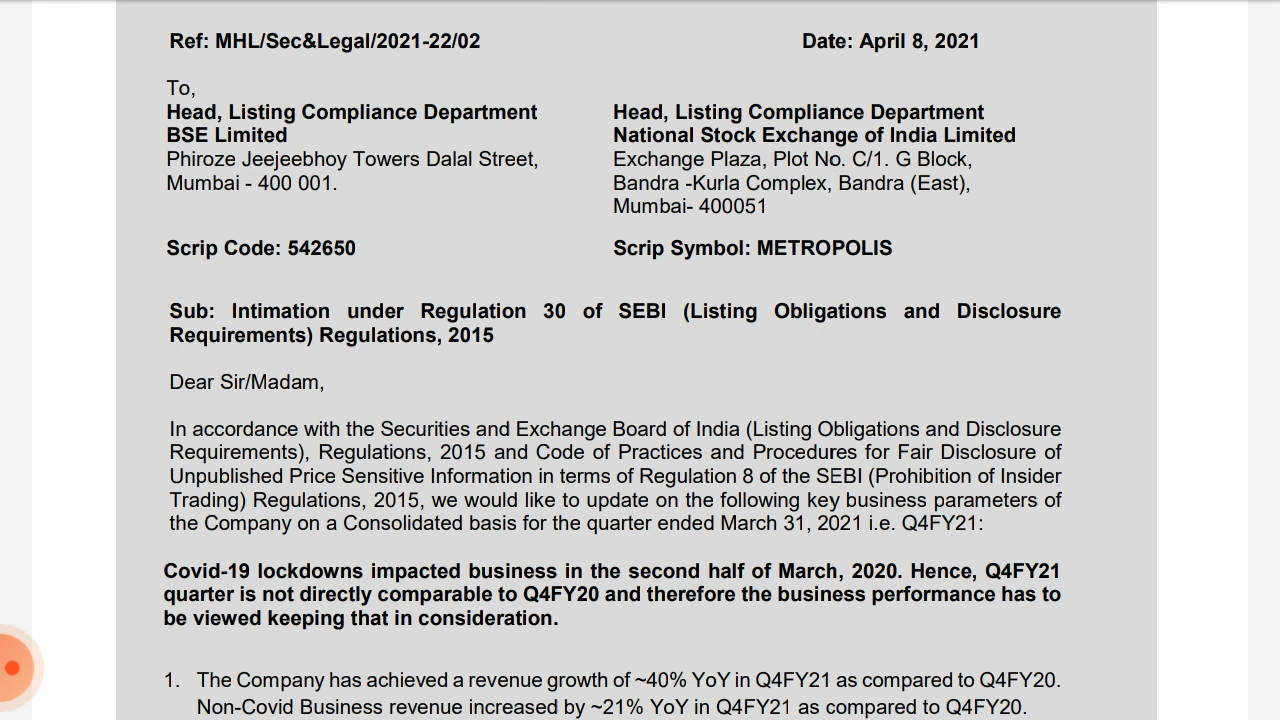 Ref: MHL/Sec&Legal/2021-22/02 Date: April 8, 2021
To,
Head, Listing Compliance Department
BSE Limited
Phiroze Jeejeebhoy Towers Dalal Street,
Mumbai - 400 001.
Head, Listing Compliance Department
National Stock Exchange of India Limited
Exchange Plaza, Plot No. C/1. G Block,
Bandra -Kurla Complex, Bandra (East),
Mumbai- 400051
Scrip Code: 542650 Scrip Symbol: METROPOLIS
Sub: Intimation under Regulation 30 of SEBI (Listing Obligations and Disclosure
Requirements) Regulations, 2015
Dear Sir/Madam,
In accordance with the Securities and Exchange Board of India (Listing Obligations and Disclosure
Requirements), Regulations, 2015 and Code of Practices and Procedures for Fair Disclosure of
Unpublished Price Sensitive Information in terms of Regulation 8 of the SEBI (Prohibition of Insider
Trading) Regulations, 2015, we would like to update on the following key business parameters of
the Company on a Consolidated basis for the quarter ended March 31, 2021 i.e. Q4FY21:
Covid-19 lockdowns impacted business in the second half of March, 2020. Hence, Q4FY21
quarter is not directly comparable to Q4FY20 and therefore the business performance has to
be viewed keeping that in consideration.
1. The Company has achieved a revenue growth of ~40% YoY in Q4FY21 as compared to Q4FY20.
Non-Covid Business revenue increased by ~21% YoY in Q4FY21 as compared to Q4FY20.